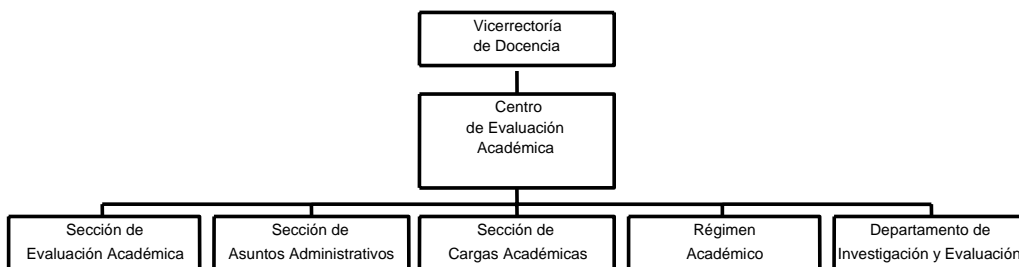 Vicerrectoría
de Docencia
Centro
de Evaluación
Académica
Sección de
Evaluación Académica
Sección de
Asuntos Administrativos
Sección de
Cargas Académicas
Régimen
Académico
Departamento de
Investigación y Evaluación